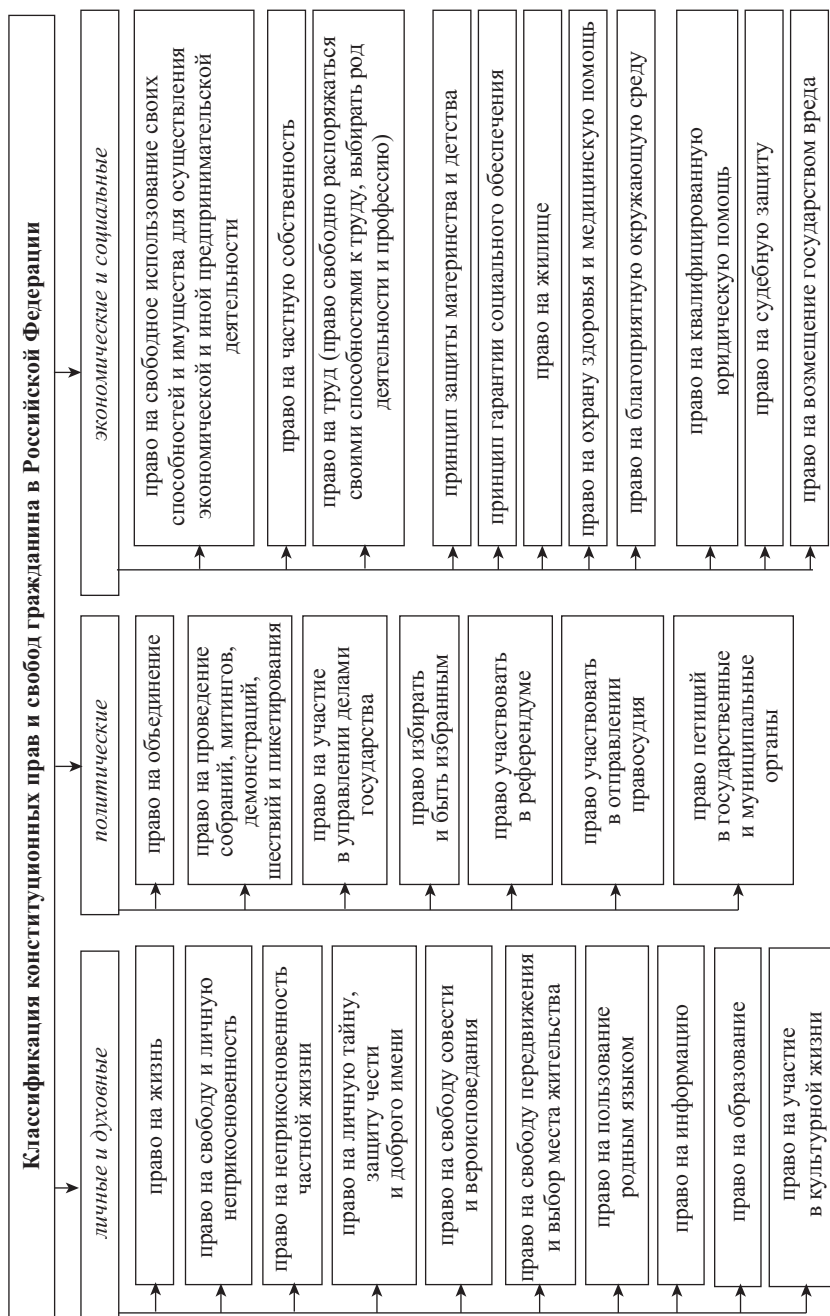 Классификация конституционных прав и свобод гражданина в Российской Федерации
личные и духовные
право на жизнь
право на свободу и личную
неприкосновенность
право на неприкосновенность
частной жизни
право на личную тайну,
защиту чести
и доброго имени
право на свободу совести
и вероисповедания
право на свободу передвижения
и выбор места жительства
право на пользование
родным языком
право на информацию
право на образование
право на участие
в культурной жизни
политические
право на объединение
право на проведение
собраний, митингов,
демонстраций,
шествий и пикетирования
право на участие
в управлении делами
государства
право избирать
и быть избранным
право участвовать
в референдуме
право участвовать
в отправлении
правосудия
право петиций
в государственные
и муниципальные
органы
экономические и социальные
право на свободное использование своих
способностей и имущества для осуществления
экономической и иной предпринимательской
деятельности
право на частную собственность
право на труд (право свободно распоряжаться
своими способностями к труду, выбирать род
деятельности и профессию)
принцип защиты материнства и детства
принцип гарантии социального обеспечения
право на жилище
право на охрану здоровья и медицинскую помощь
право на благоприятную окружающую среду
право на квалифицированную
юридическую помощь
право на судебную защиту
право на возмещение государством вреда